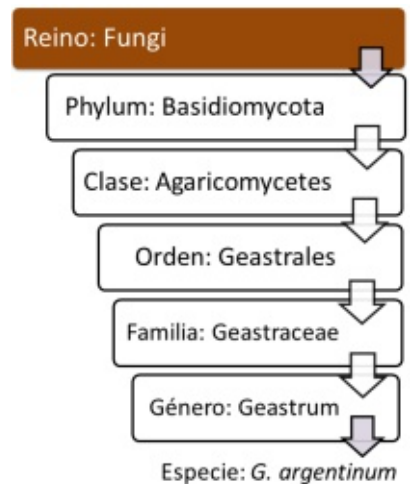 Reino: Fungi
Phylum: Basidiomycota
Clase: Agaricomycetes
Orden: Geastrales
Familia: Geastraceae
Género: Geastrum
Especie: G. argentinum